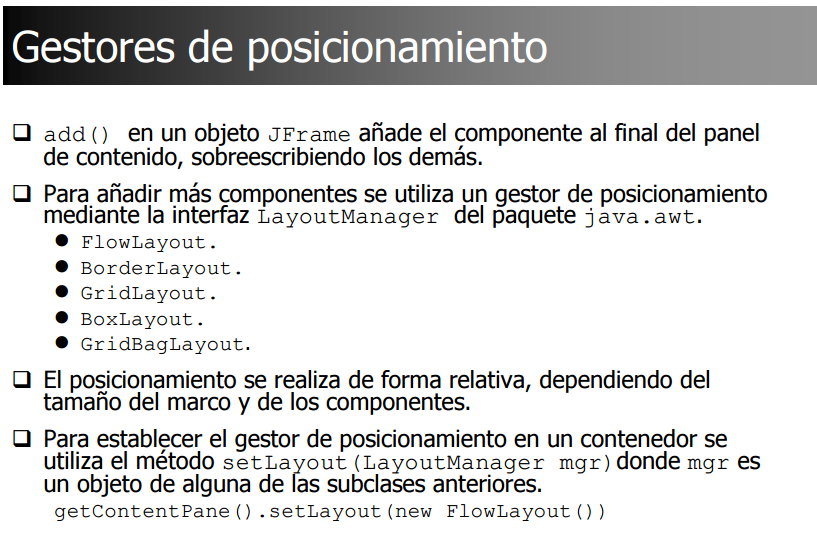 Gestores de posicionamiento
❑ add() en un objeto JFrame añade el componente al final del panel
de contenido, sobreescribiendo los demás.
❑ Para añadir más componentes se utiliza un gestor de posicionamiento
mediante la interfaz LayoutManager del paquete java.awt.
● FlowLayout.
● BorderLayout.
● GridLayout.
● BoxLayout.
● GridBagLayout.
❑ El posicionamiento se realiza de forma relativa, dependiendo del
tamaño del marco y de los componentes.
❑ Para establecer el gestor de posicionamiento en un contenedor se
utiliza el método setLayout(LayoutManager mgr)donde mgr es
un objeto de alguna de las subclases anteriores.
getContentPane().setLayout(new FlowLayout())